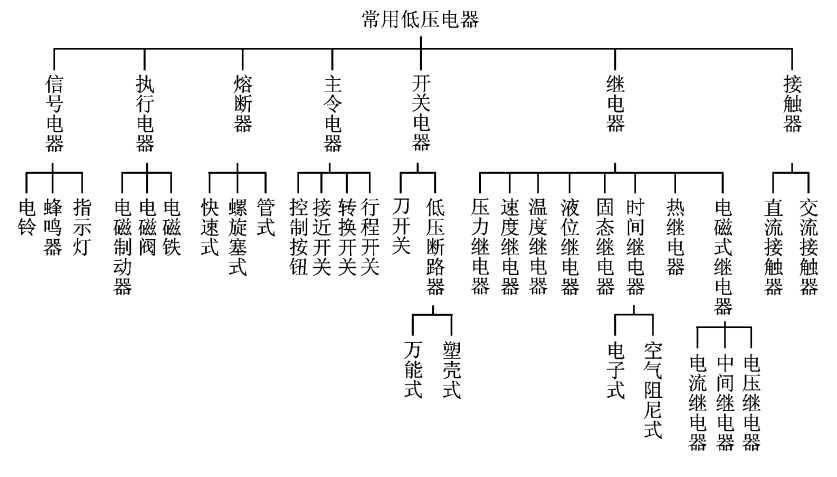 常用低压电器
信号电器
执行电器
熔断器
主令电器
开关电器
继电器
接触器
电铃
蜂鸣器
指示灯
电磁制动器
电磁阀
电磁铁
快速式
螺旋塞式
管式
控制按钮
接近开关
转换开关
行程开关
刀开关
低压断路器
压力继电器
速度继电器
温度继电器
液位继电器
固态继电器
时间继电器
热继电器
电磁式继电器
直流接触器
交流接触器
万能式
塑壳式
电子式
空气阻尼式
电流继电器
中间继电器
电压继电器